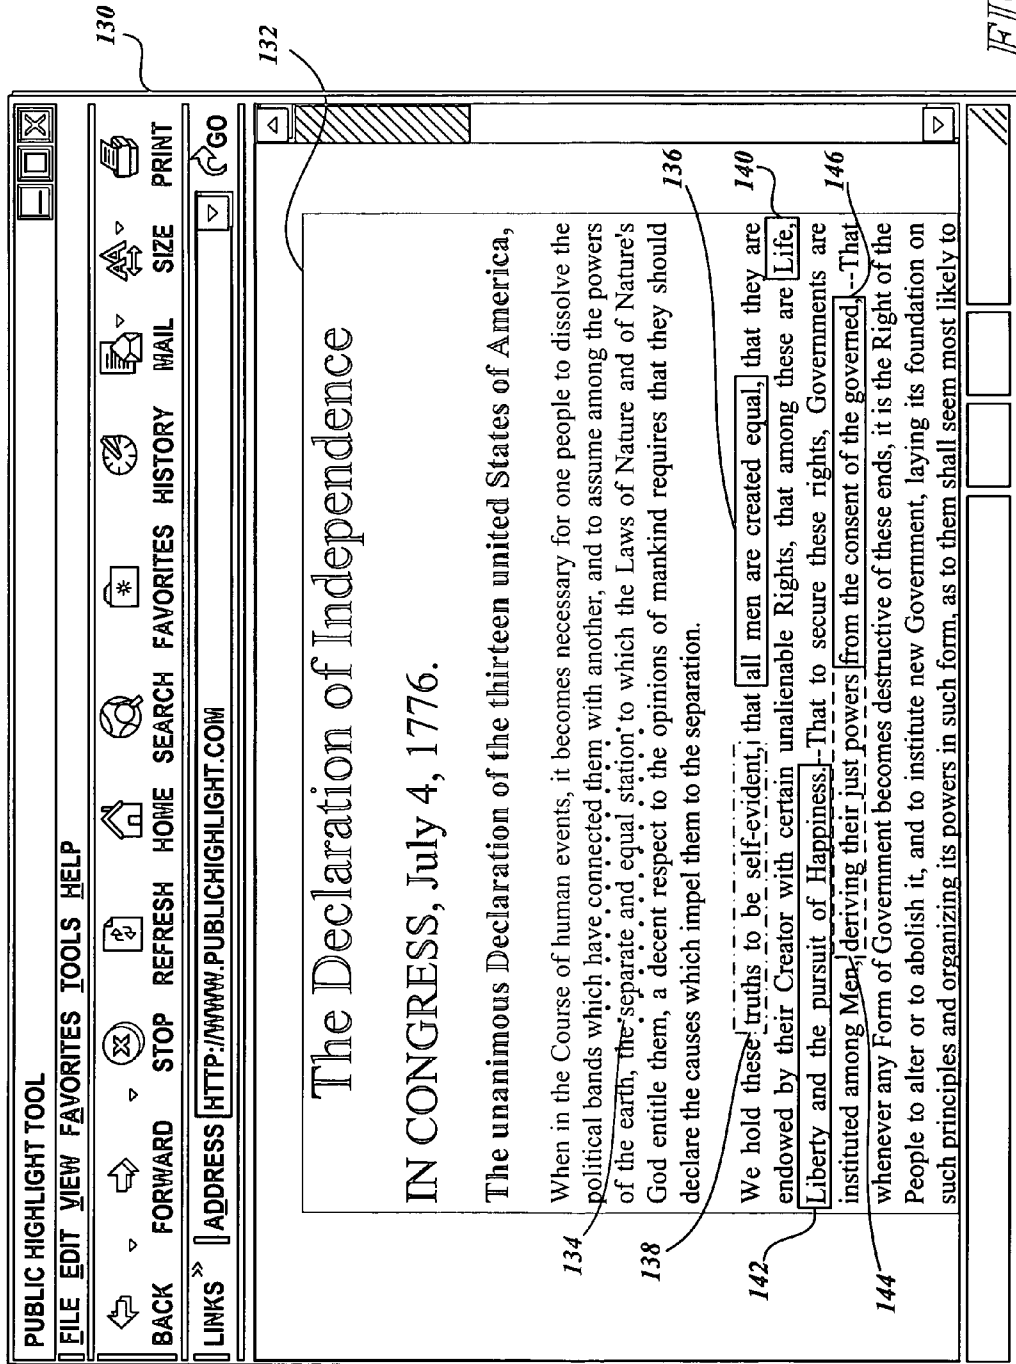 PUBLIC HIGHLIGHT TOOL
FILE EDIT VIEW FAVORITES TOOLS HELP
BACK FORWARD STOP REFRESH HOME SEARCH FAVORITES HISTORY MAIL SIZE PRINT
LINKS » ADDRESS HTTP://WWW.PUBLICHIGHLIGHT.COM GO
130
132
The Declaration of Independence
IN CONGRESS, July 4, 1776.
The unanimous Declaration of the thirteen united States of America,
When in the Course of human events, it becomes necessary for one people to dissolve the
political bands which have connected them with another, and to assume among the powers
of the earth, the separate and equal station to which the Laws of Nature and of Nature's
God entitle them, a decent respect to the opinions of mankind requires that they should
declare the causes which impel them to the separation.
134
136
138
We hold these truths to be self-evident, that all men are created equal, that they are
endowed by their Creator with certain unalienable Rights, that among these are Life,
Liberty and the pursuit of Happiness.--That to secure these rights, Governments are
instituted among Men, deriving their just powers from the consent of the governed, --That
whenever any Form of Government becomes destructive of these ends, it is the Right of the
People to alter or to abolish it, and to institute new Government, laying its foundation on
such principles and organizing its powers in such form, as to them shall seem most likely to
140
142
144
146